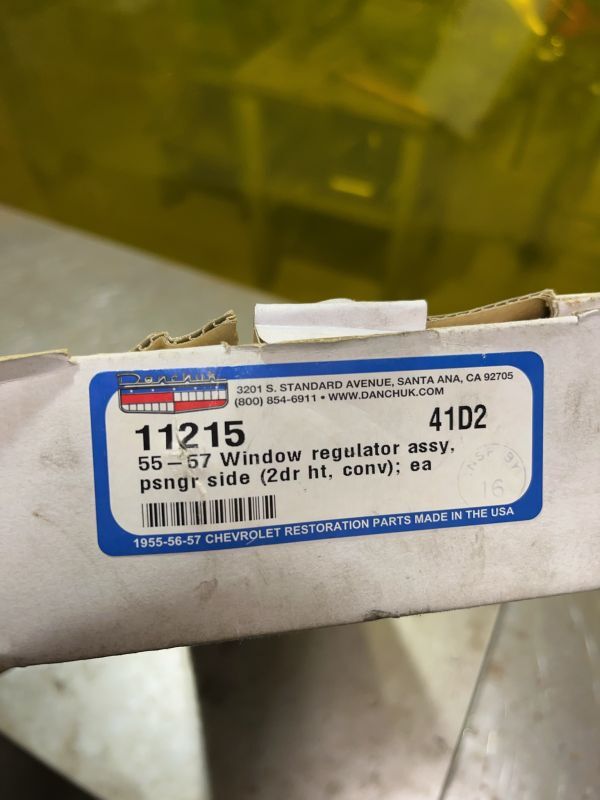 Danchuk
3201 S. STANDARD AVENUE, SANTA ANA, CA 92705
(800) 854-6911 • WWW.DANCHUK.COM
11215
41D2
55-57 Window regulator assy,
psngr side (2dr ht, conv); ea
INSP BY
16
1955-56-57 CHEVROLET RESTORATION PARTS MADE IN THE USA